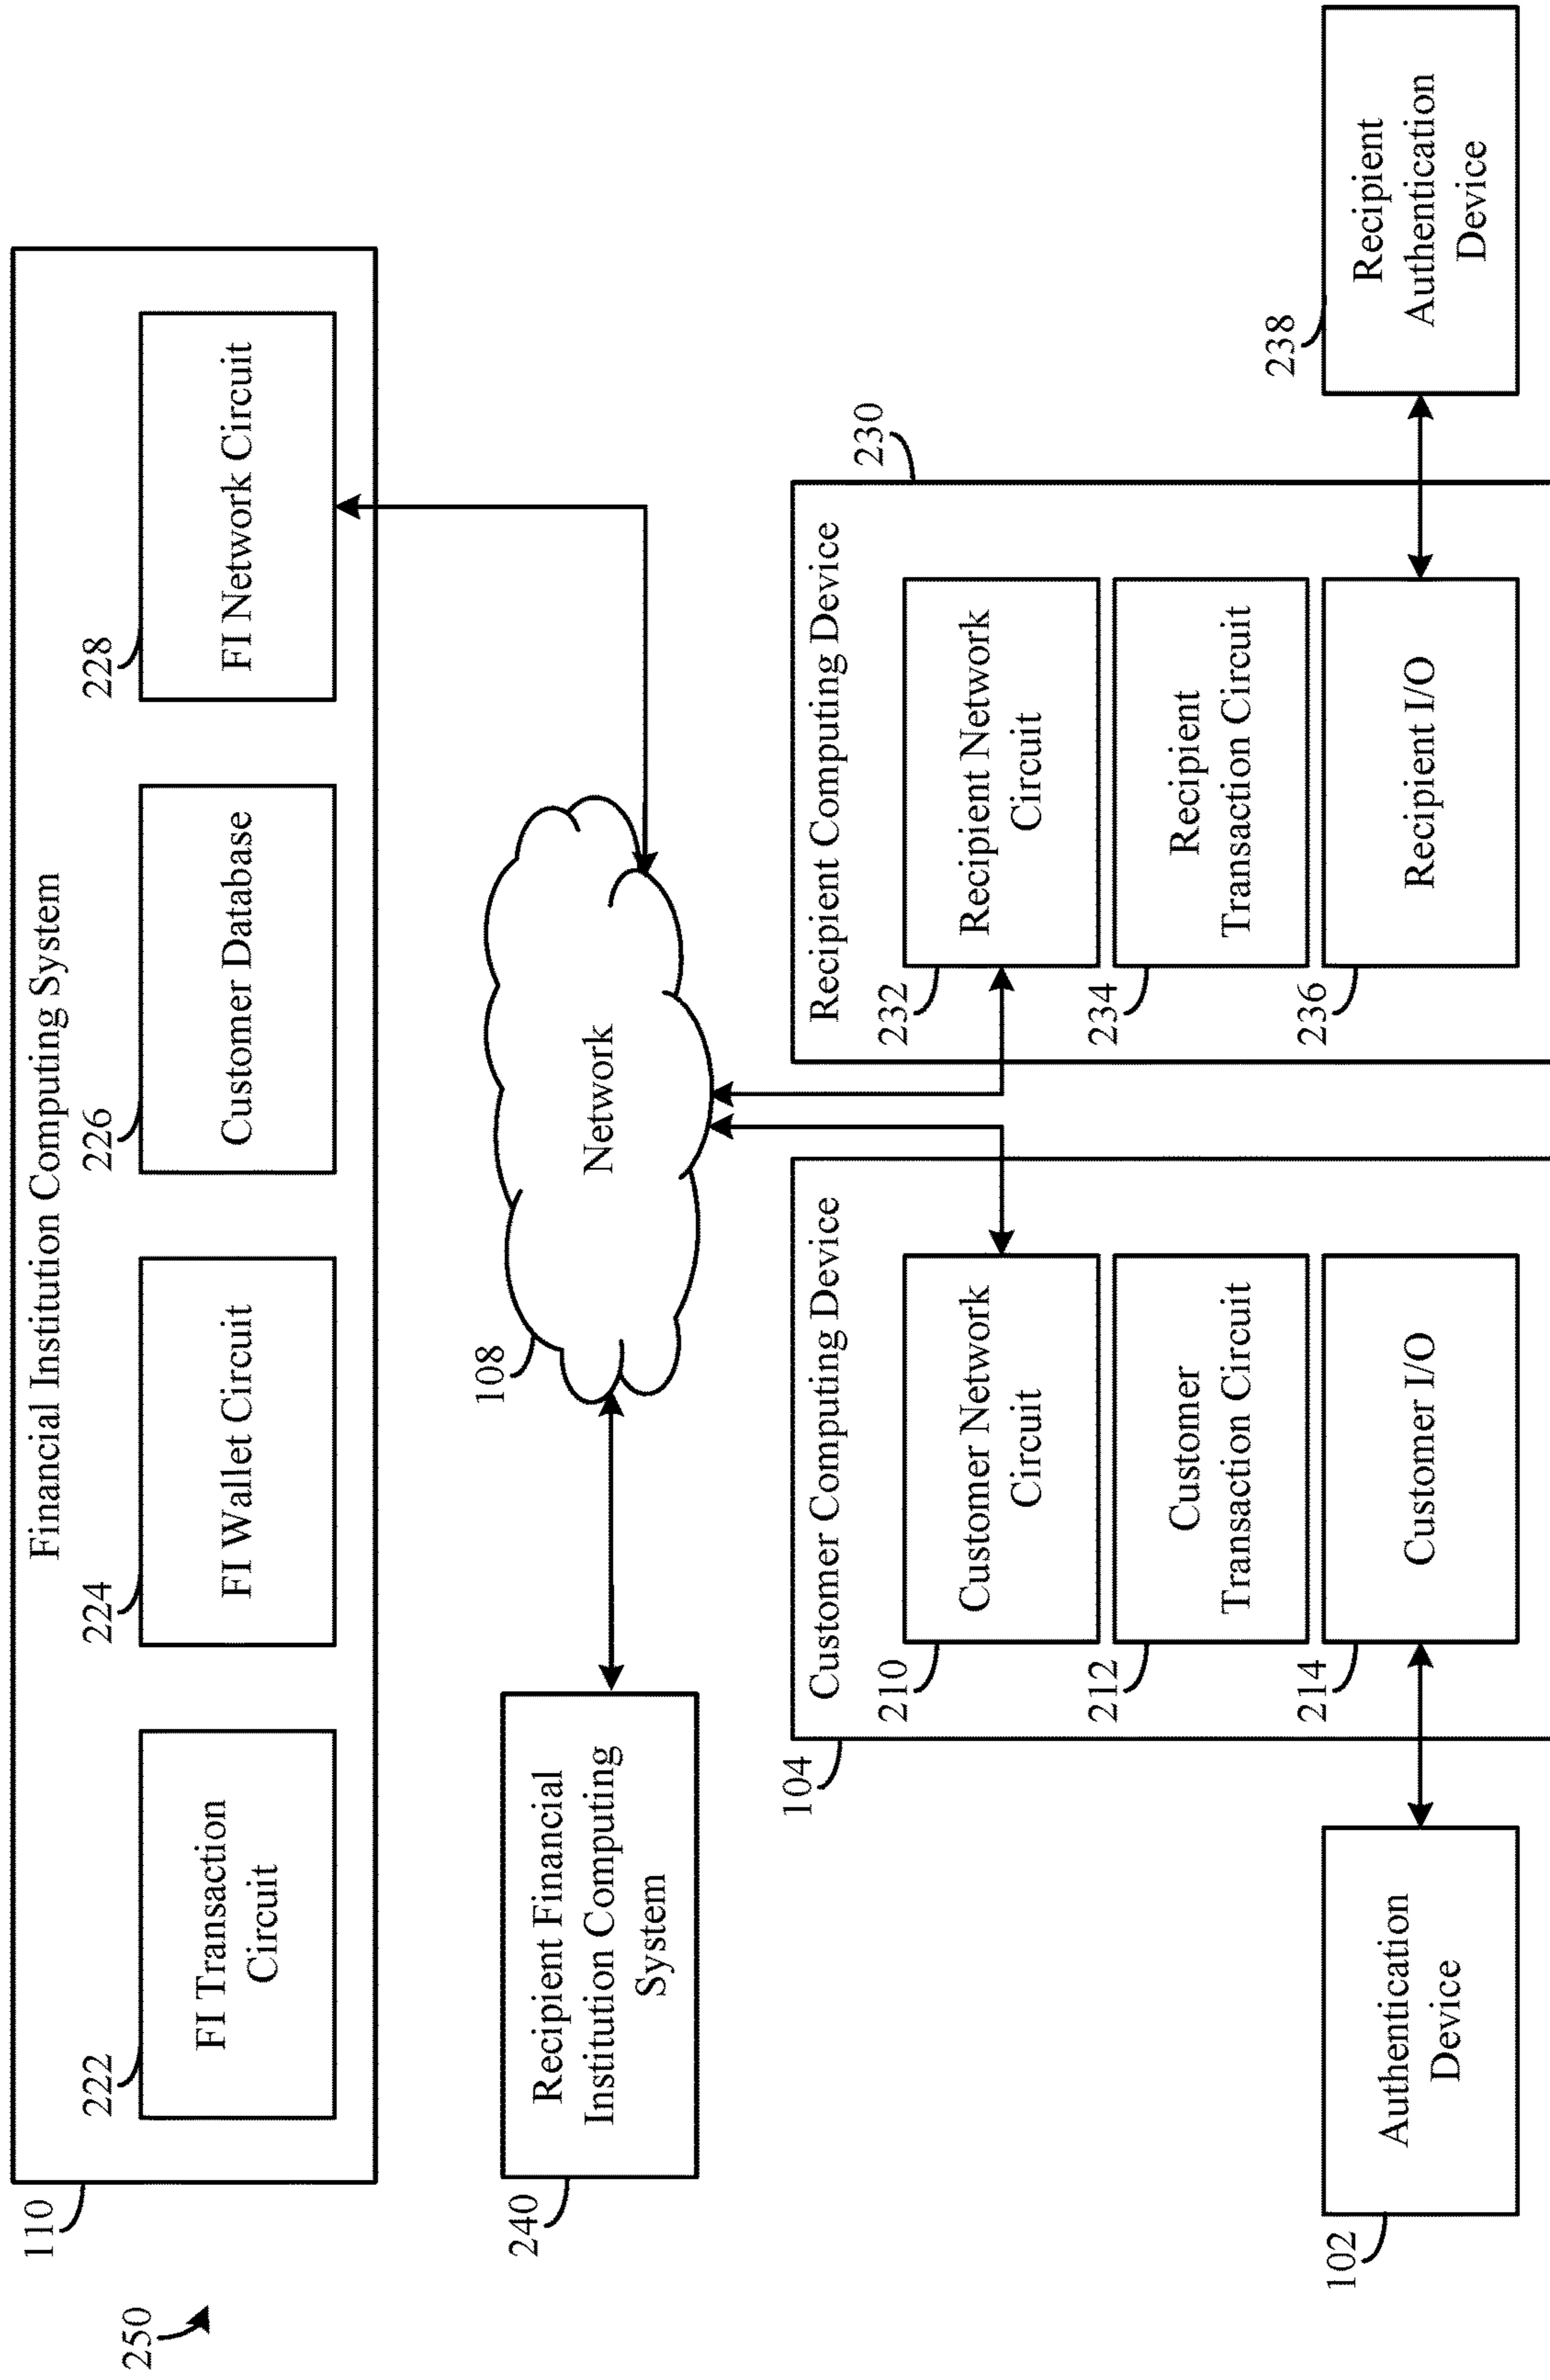 250
110
Financial Institution Computing System
222
FI Transaction
Circuit
224
FI Wallet Circuit
226
Customer Database
228
FI Network Circuit
240
Recipient Financial
Institution Computing
System
108
Network
104
Customer Computing Device
210
Customer Network
Circuit
212
Customer
Transaction Circuit
214
Customer I/O
102
Authentication
Device
230
Recipient Computing Device
232
Recipient Network
Circuit
234
Recipient
Transaction Circuit
236
Recipient I/O
238
Recipient
Authentication
Device